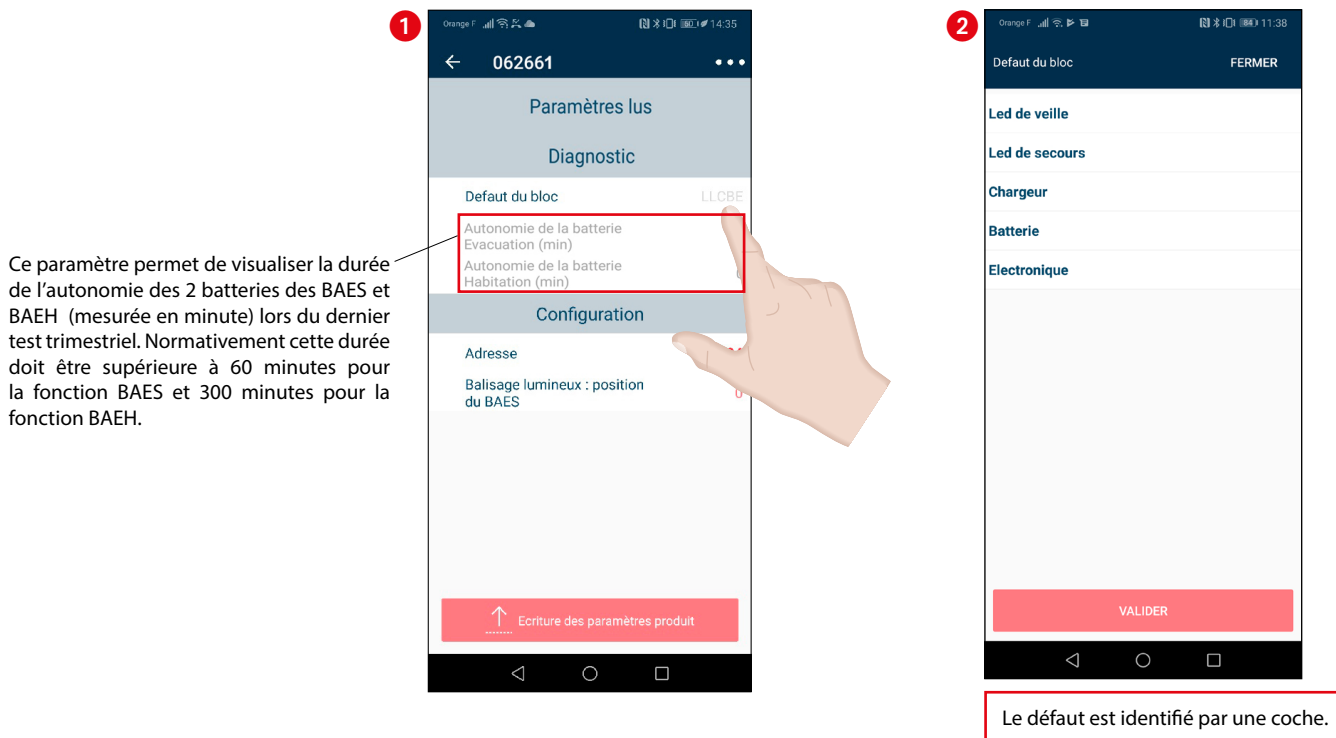 1
Orange F 60 14:35
062661
Paramètres lus
Diagnostic
Defaut du bloc LLCBE
Autonomie de la batterie
Evacuation (min)
Autonomie de la batterie
Habitation (min)
Configuration
Adresse
Balisage lumineux : position
du BAES 0
Ecriture des paramètres produit
Ce paramètre permet de visualiser la durée
de l'autonomie des 2 batteries des BAES et
BAEH (mesurée en minute) lors du dernier
test trimestriel. Normativement cette durée
doit être supérieure à 60 minutes pour
la fonction BAES et 300 minutes pour la
fonction BAEH.
2
Orange F 84 11:38
Defaut du bloc FERMER
Led de veille
Led de secours
Chargeur
Batterie
Electronique
VALIDER
Le défaut est identifié par une coche.